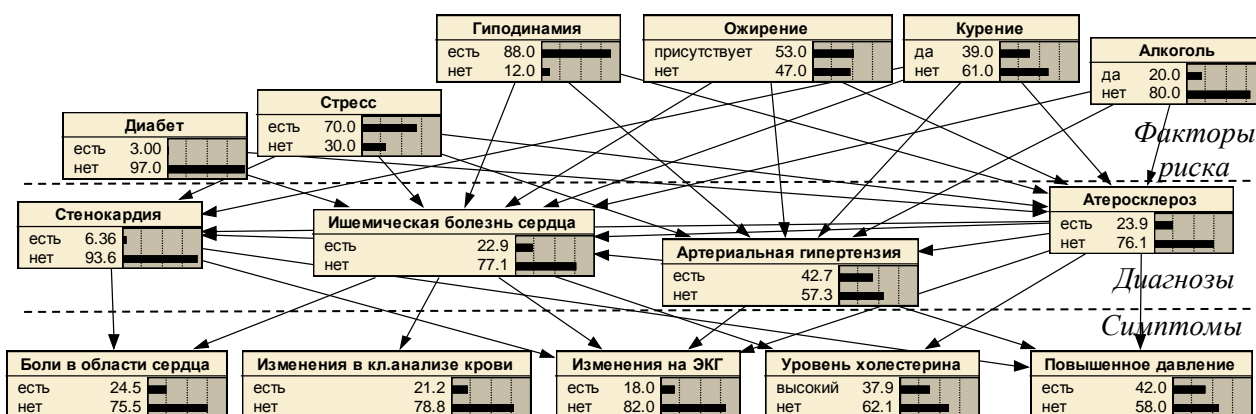 Гиподинамия
есть 88.0
нет 12.0
Ожирение
присутствует 53.0
нет 47.0
Курение
да 39.0
нет 61.0
Алкоголь
да 20.0
нет 80.0
Стресс
есть 70.0
нет 30.0
Диабет
есть 3.00
нет 97.0
Факторы
риска
Стенокардия
есть 6.36
нет 93.6
Ишемическая болезнь сердца
есть 22.9
нет 77.1
Артериальная гипертензия
есть 42.7
нет 57.3
Атеросклероз
есть 23.9
нет 76.1
Диагнозы
Симптомы
Боли в области сердца
есть 24.5
нет 75.5
Изменения в кл.анализе крови
есть 21.2
нет 78.8
Изменения на ЭКГ
есть 18.0
нет 82.0
Уровень холестерина
высокий 37.9
нет 62.1
Повышенное давление
есть 42.0
нет 58.0